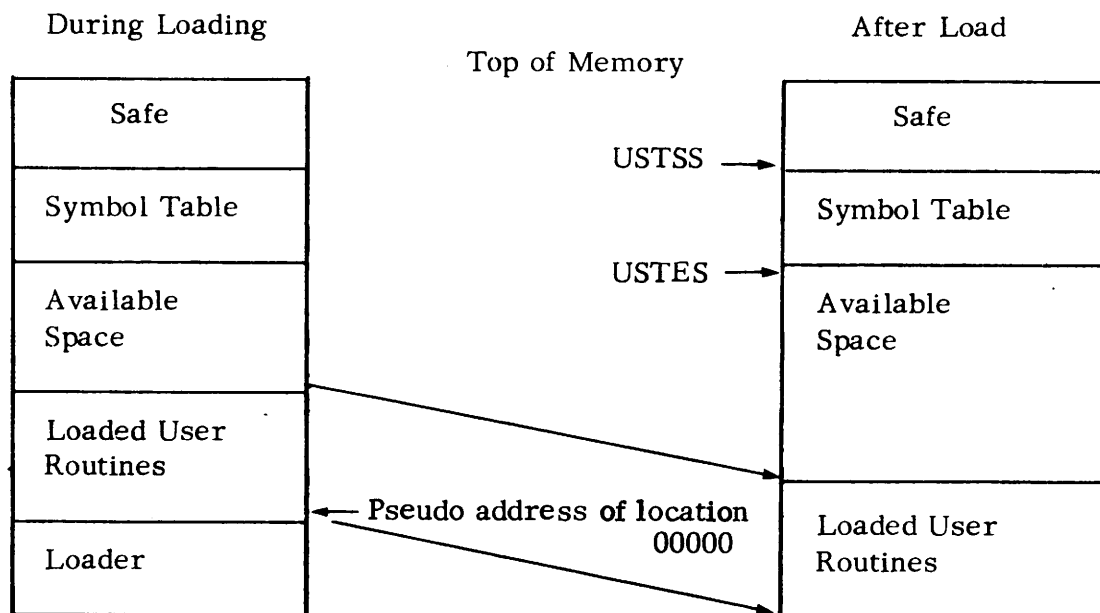 During Loading
Top of Memory
After Load
Safe
Symbol Table
Available
Space
Loaded User
Routines
Loader
USTSS
USTES
Pseudo address of location
00000
Safe
Symbol Table
Available
Space
Loaded User
Routines